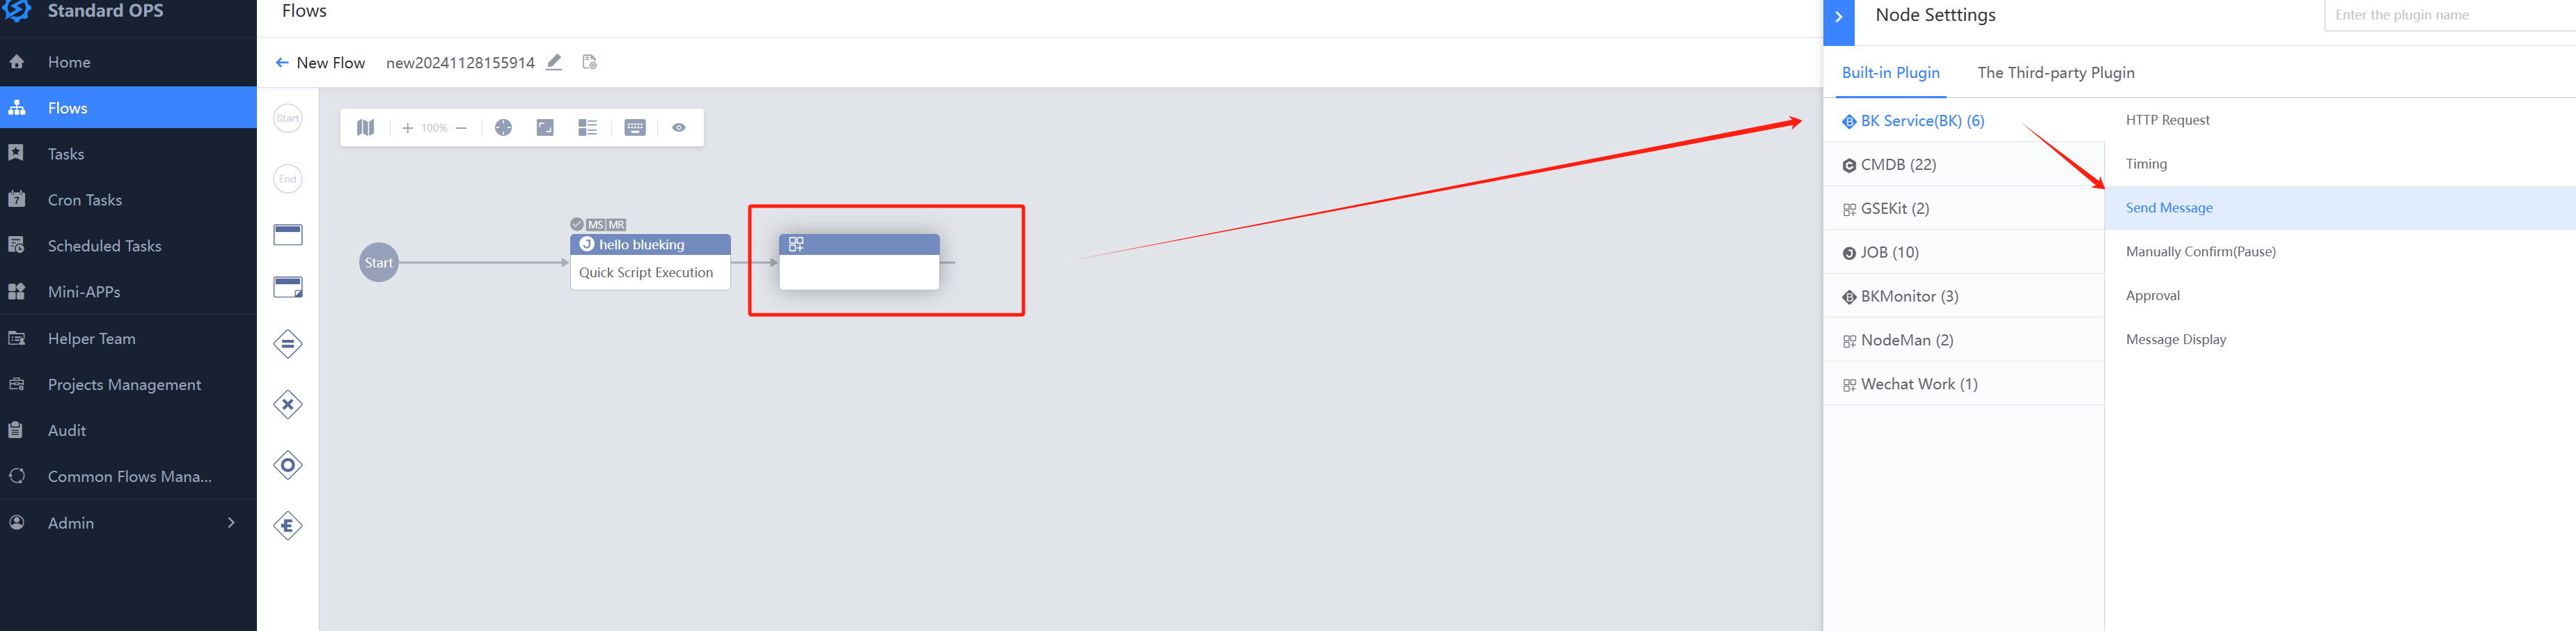 Standard OPS
Home
Flows
Tasks
7
Cron Tasks
Scheduled Tasks
Mini-APPs
Helper Team
Projects Management
Audit
Common Flows Mana...
Admin
Flows
New Flow
new20241128155914
Start
End
100%
Start
MS MR
hello blueking
Quick Script Execution
Node Setttings
Enter the plugin name
Built-in Plugin
The Third-party Plugin
BK Service(BK) (6)
CMDB (22)
GSEKit (2)
JOB (10)
BKMonitor (3)
NodeMan (2)
Wechat Work (1)
HTTP Request
Timing
Send Message
Manually Confirm(Pause)
Approval
Message Display